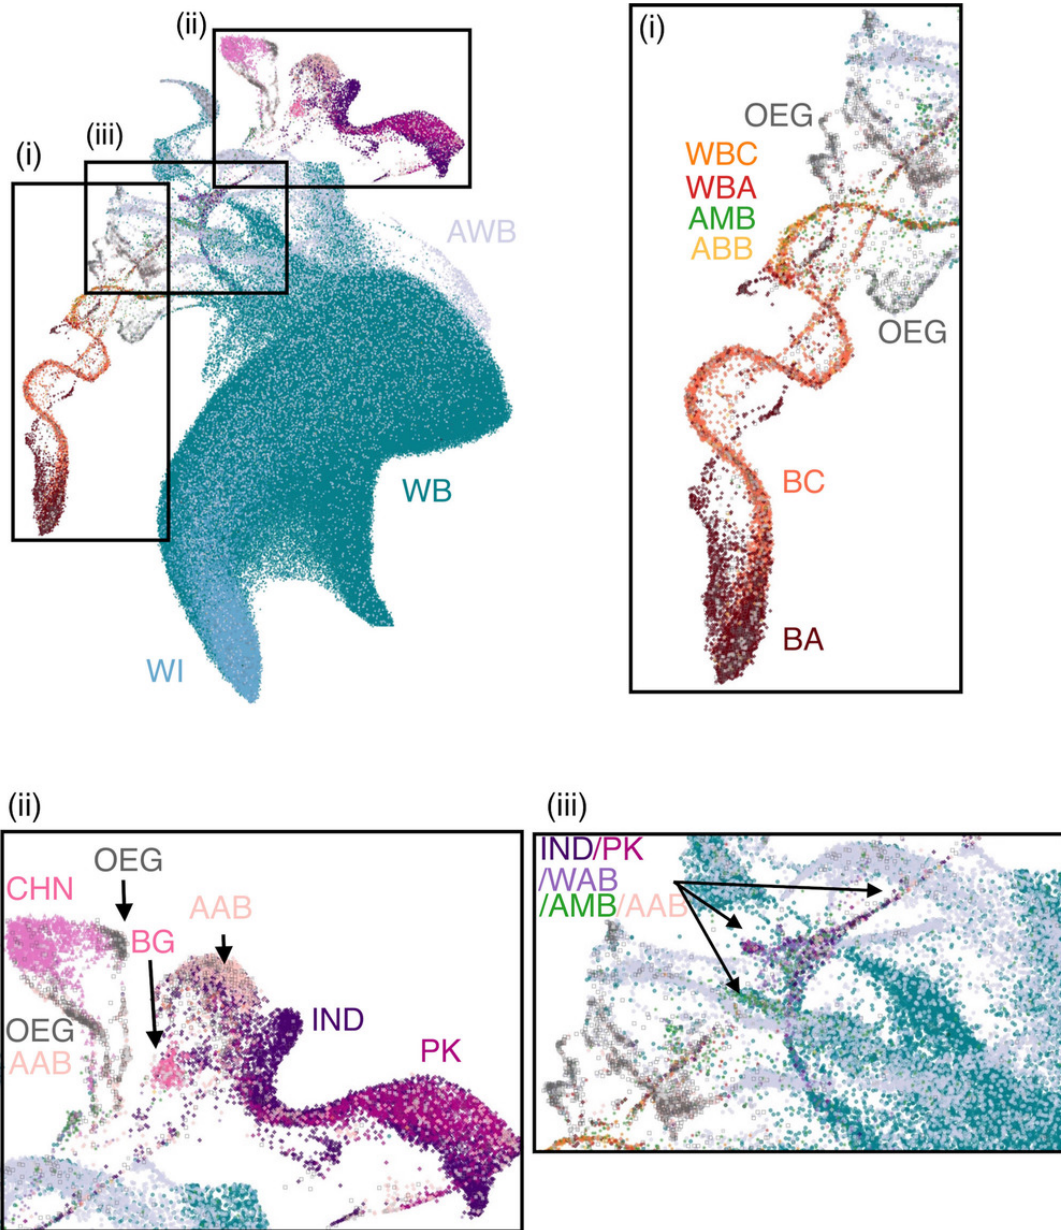 (ii)
(iii)
(i)
AWB
WB
WI
(i)
OEG
WBC
WBA
AMB
ABB
OEG
BC
BA
(ii)
OEG
CHN
AAB
BG
IND
OEG
AAB
PK
(iii)
IND/PK
/WAB
/AMB/AAB